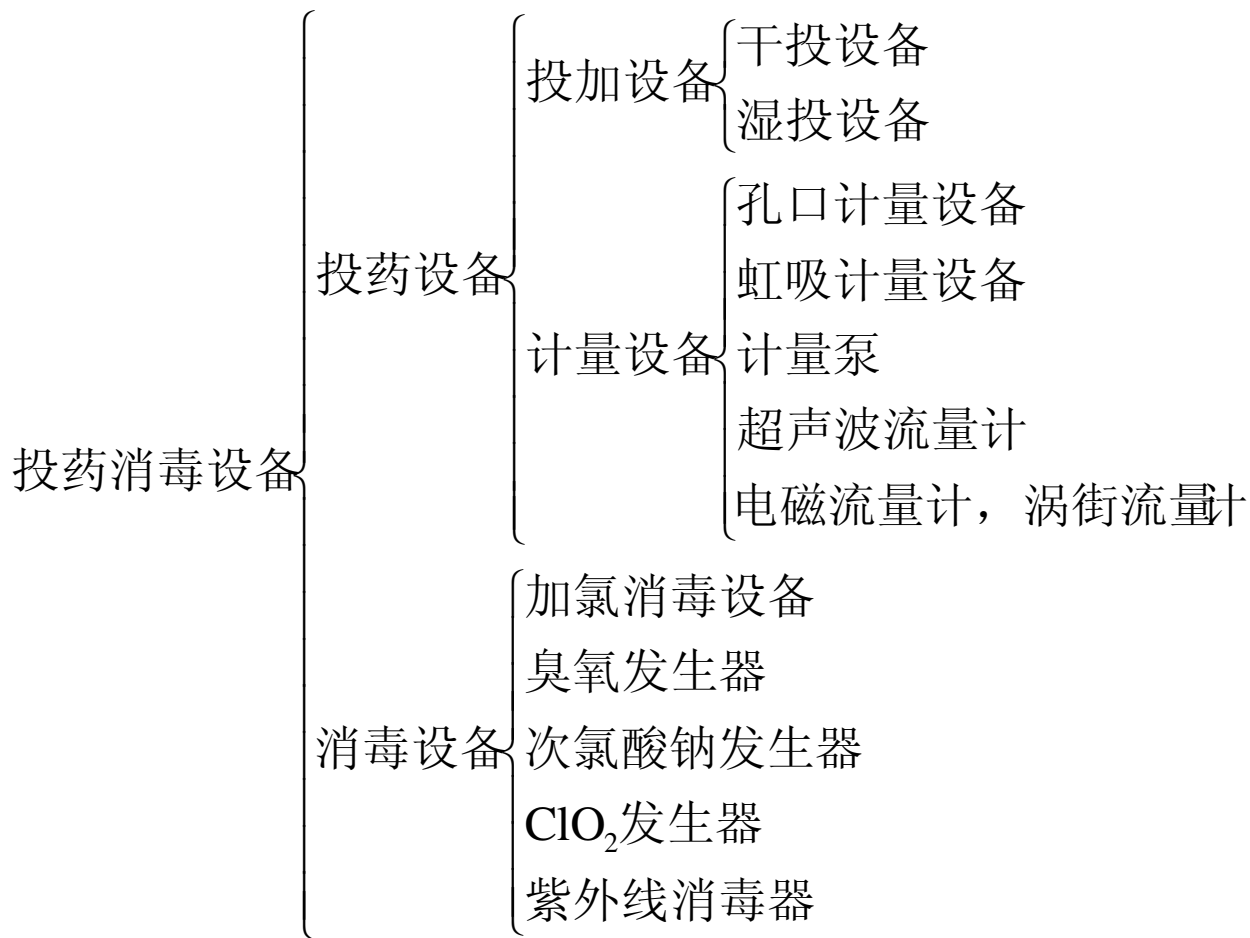 投药消毒设备
投药设备
投加设备
干投设备
湿投设备
计量设备
孔口计量设备
虹吸计量设备
计量泵
超声波流量计
电磁流量计，涡街流量计
消毒设备
加氯消毒设备
臭氧发生器
次氯酸钠发生器
ClO₂发生器
紫外线消毒器